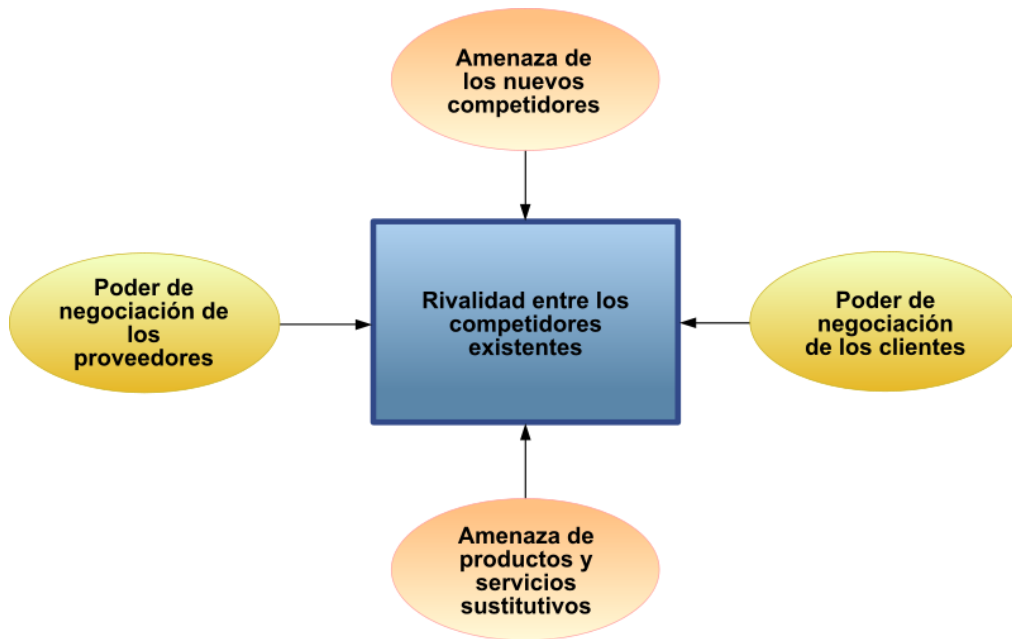 Amenaza de
los nuevos
competidores
Poder de
negociación de
los
proveedores
Rivalidad entre los
competidores
existentes
Poder de
negociación
de los clientes
Amenaza de
productos y
servicios
sustitutivos